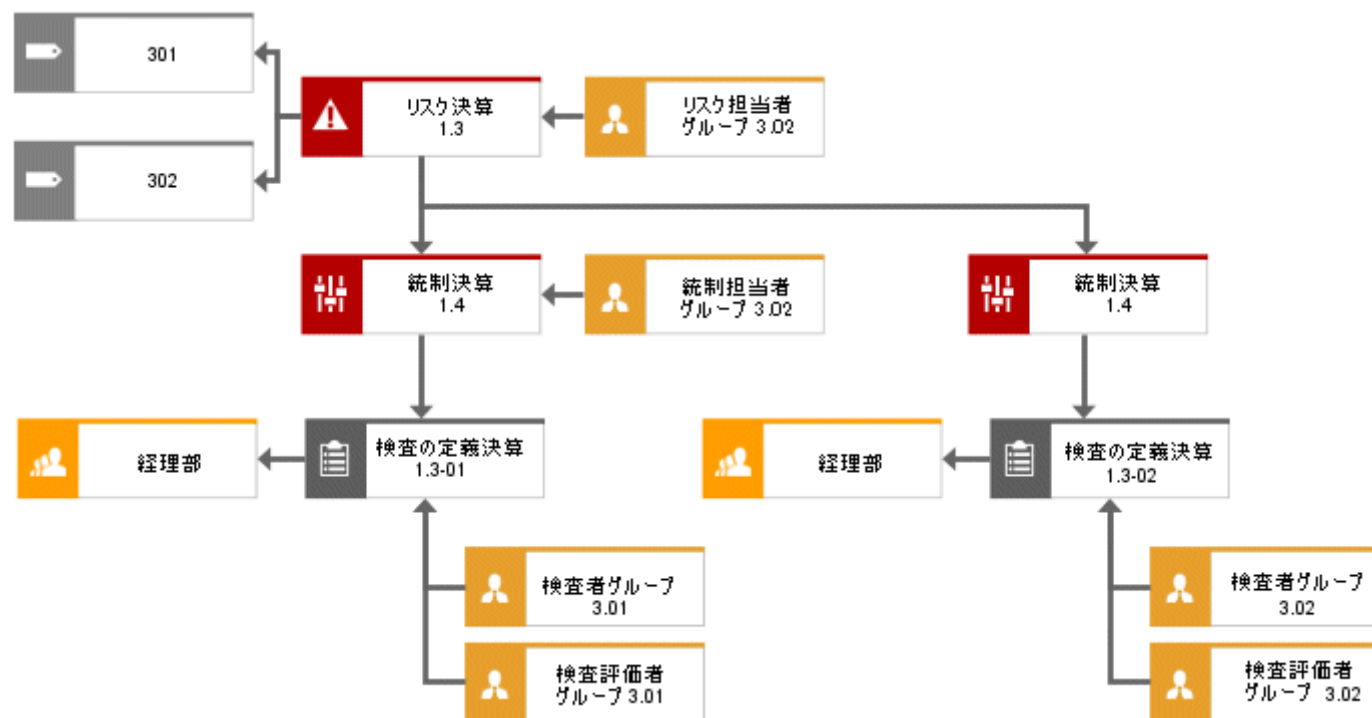 301
リスク決算
1.3
リスク担当者
グループ 3.02
302
統制決算
1.4
統制担当者
グループ 3.02
統制決算
1.4
経理部
検査の定義決算
1.3-01
経理部
検査の定義決算
1.3-02
検査者グループ
3.01
検査者グループ
3.02
検査評価者
グループ 3.01
検査評価者
グループ 3.02